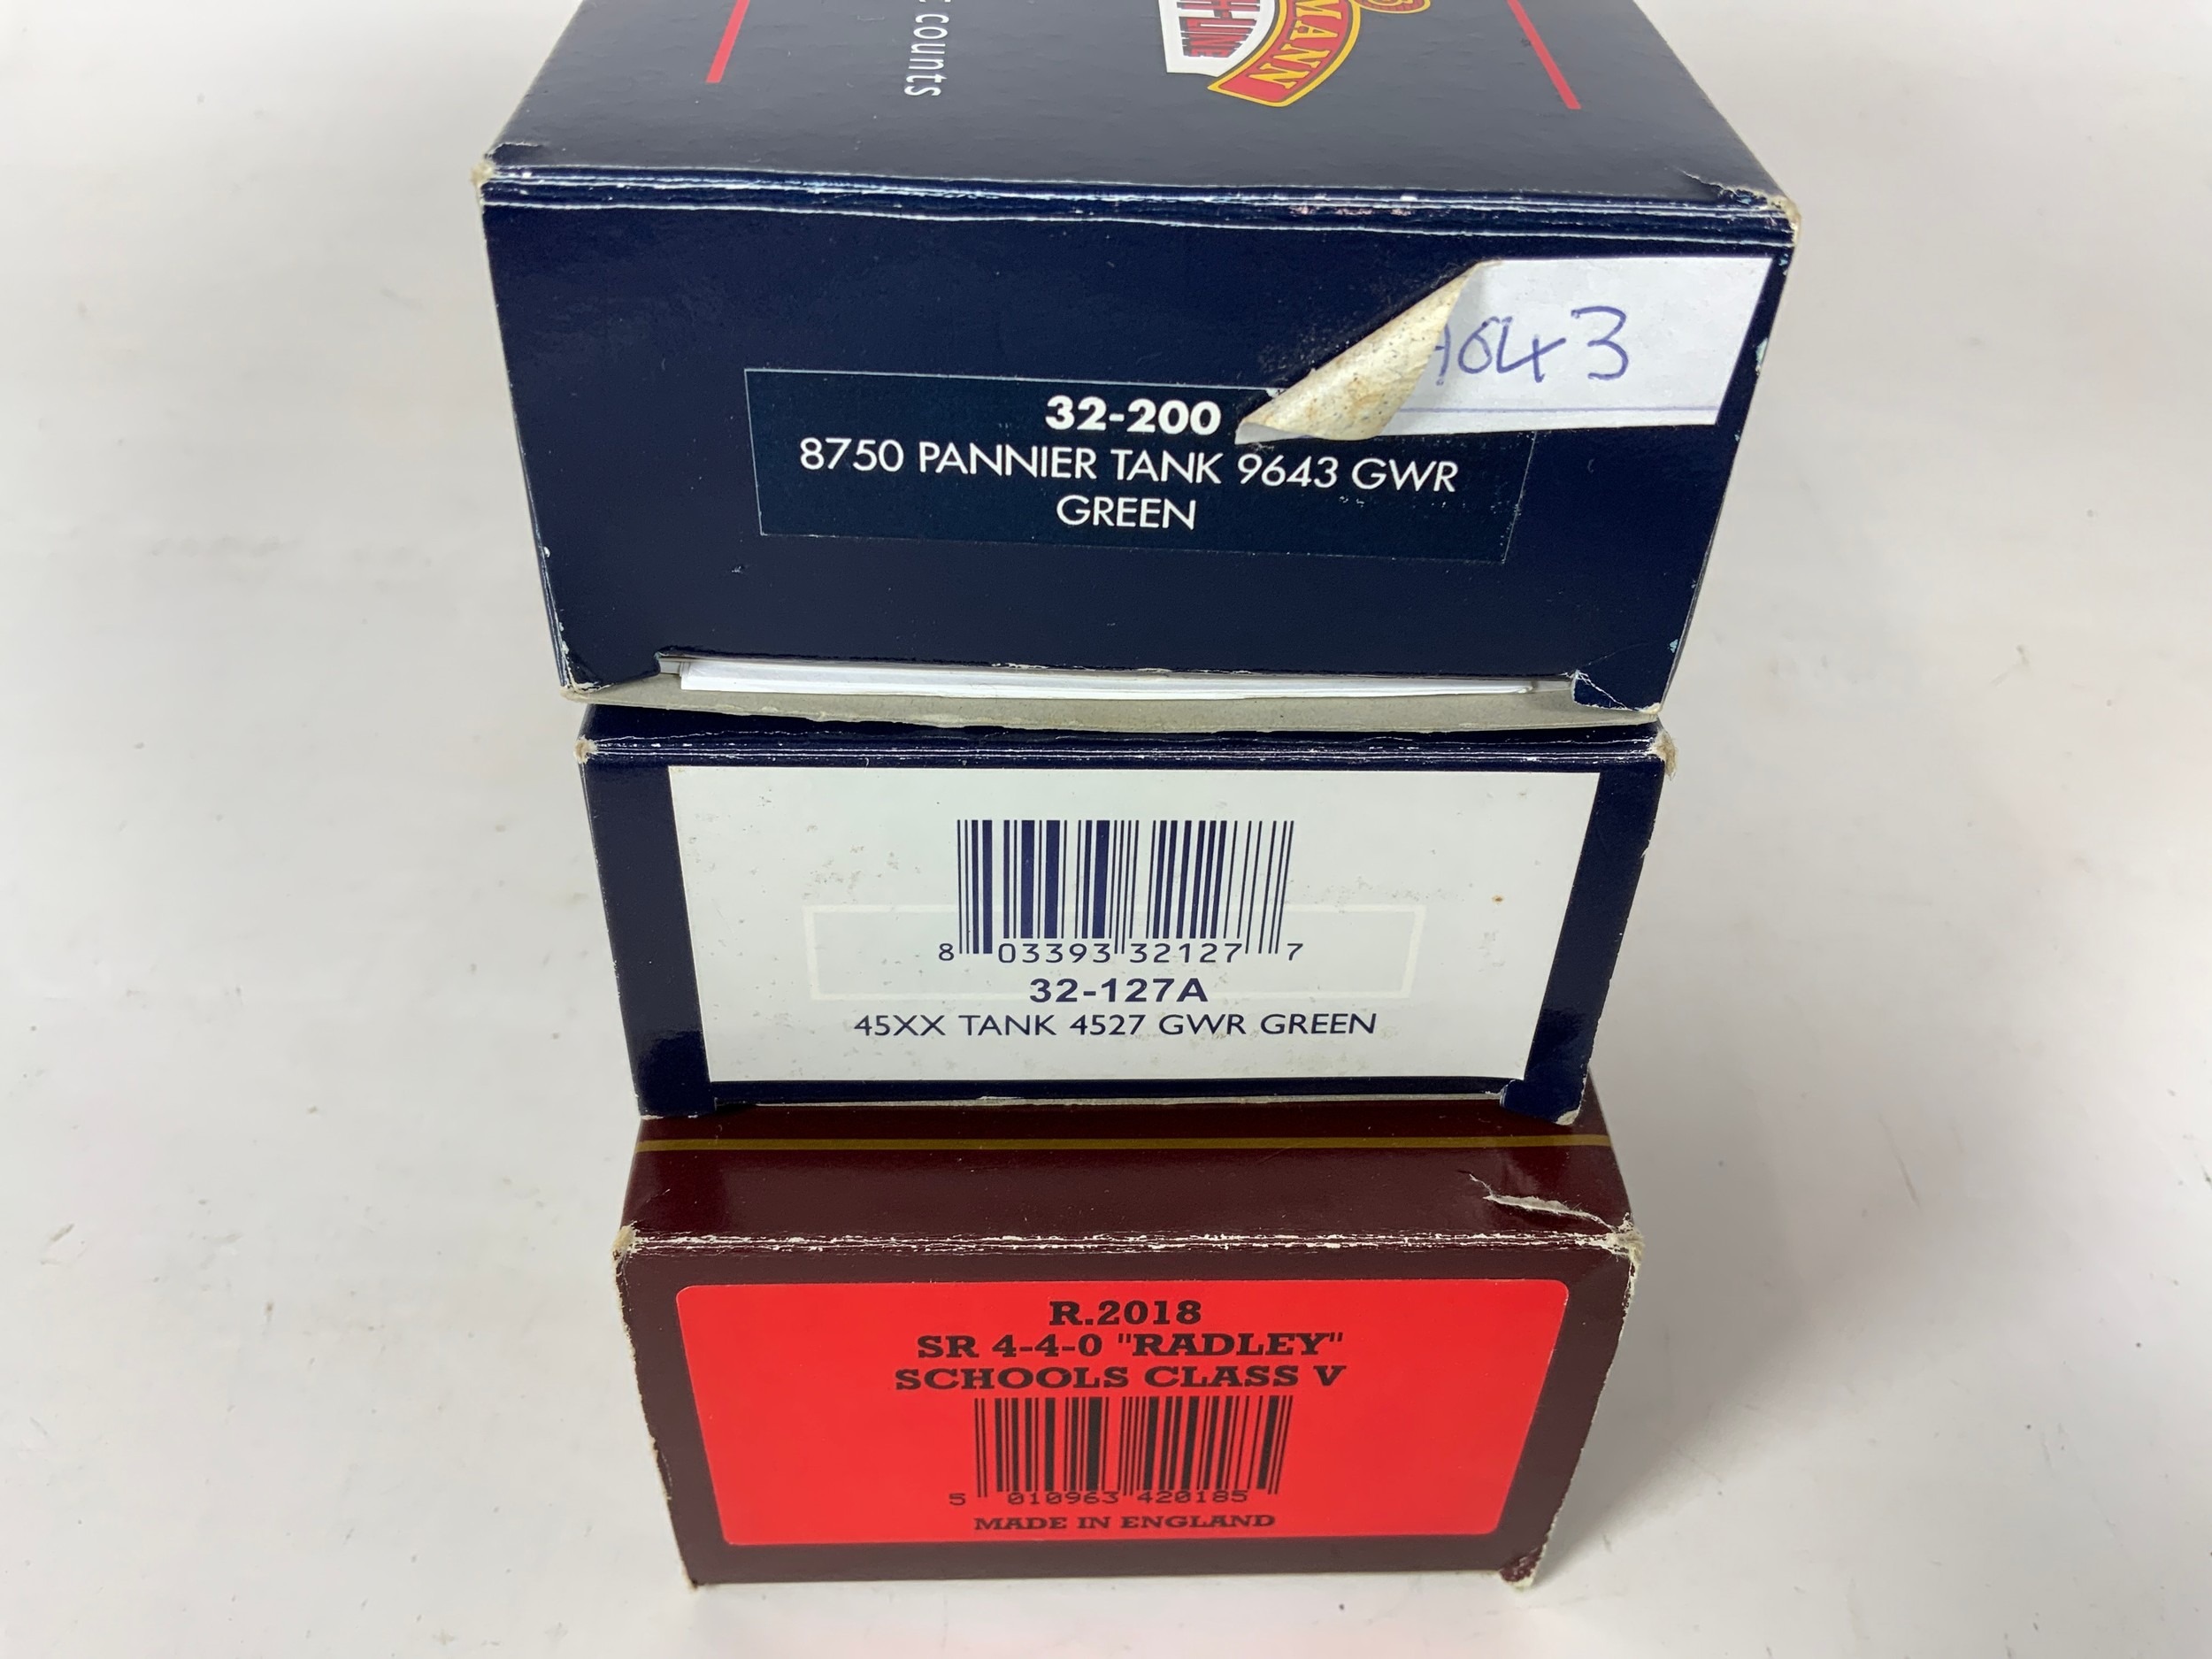 counts
32-200
8750 PANNIER TANK 9643 GWR
GREEN
8 03393 32127 7
32-127A
45XX TANK 4527 GWR GREEN
R.2018
SR 4-4-0 "RADLEY"
SCHOOLS CLASS V
5 010963 420185
MADE IN ENGLAND